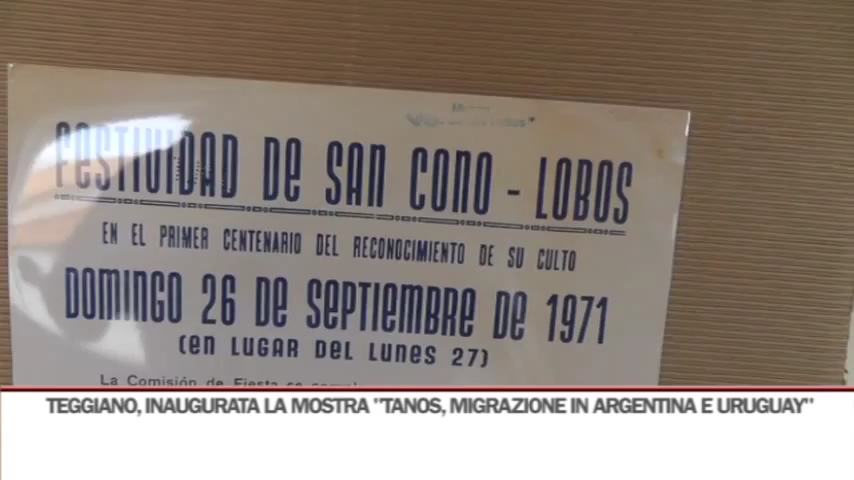 FESTIVIDAD DE SAN CONO - LOBOS
EN EL PRIMER CENTENARIO DEL RECONOCIMIENTO DE SU CULTO
DOMINGO 26 DE SEPTIEMBRE DE 1971
(EN LUGAR DEL LUNES 27)
La Comisión de Fiesta se
TEGGIANO, INAUGURATA LA MOSTRA "TANOS, MIGRAZIONE IN ARGENTINA E URUGUAY"